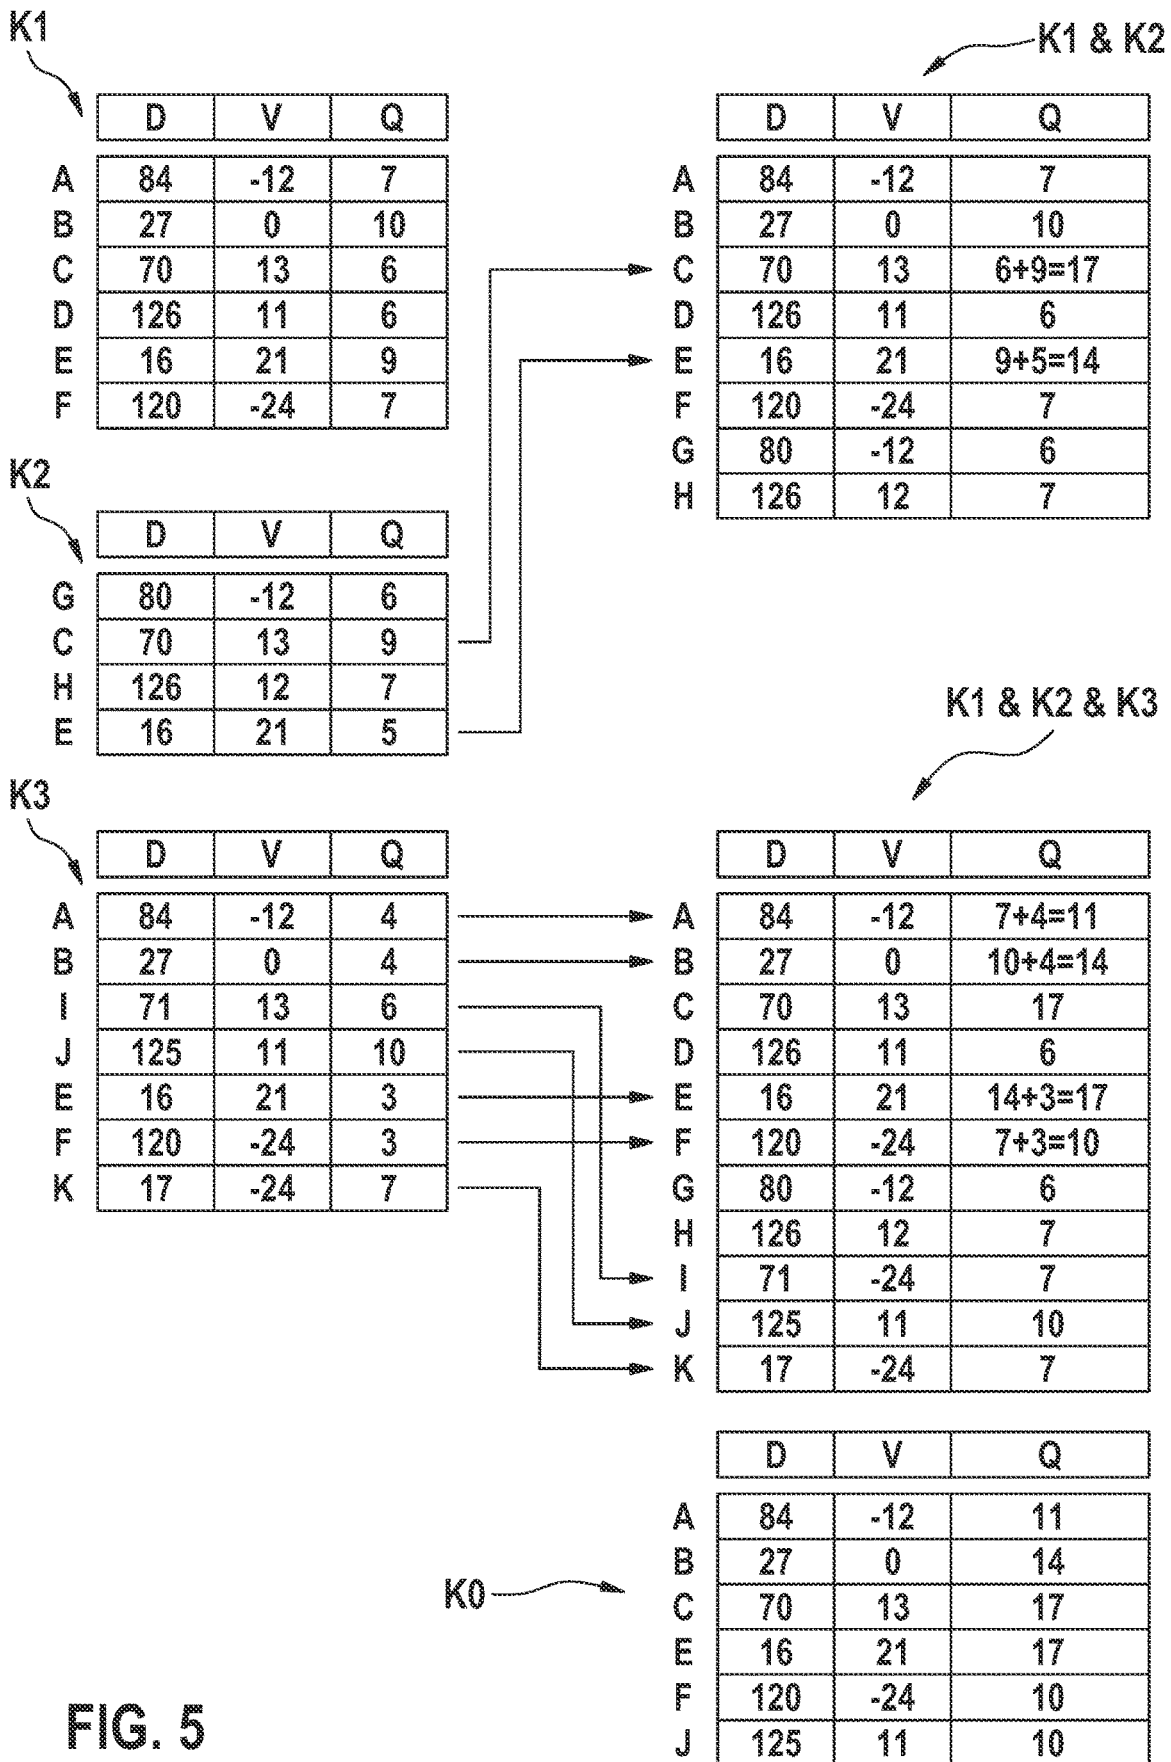 K1
D V Q
A 84 -12 7
B 27 0 10
C 70 13 6
D 126 11 6
E 16 21 9
F 120 -24 7
K2
D V Q
G 80 -12 6
C 70 13 9
H 126 12 7
E 16 21 5
K3
D V Q
A 84 -12 4
B 27 0 4
I 71 13 6
J 125 11 10
E 16 21 3
F 120 -24 3
K 17 -24 7
K1 & K2
D V Q
A 84 -12 7
B 27 0 10
C 70 13 6+9=17
D 126 11 6
E 16 21 9+5=14
F 120 -24 7
G 80 -12 6
H 126 12 7
K1 & K2 & K3
D V Q
A 84 -12 7+4=11
B 27 0 10+4=14
C 70 13 17
D 126 11 6
E 16 21 14+3=17
F 120 -24 7+3=10
G 80 -12 6
H 126 12 7
I 71 -24 7
J 125 11 10
K 17 -24 7
K0
D V Q
A 84 -12 11
B 27 0 14
C 70 13 17
E 16 21 17
F 120 -24 10
J 125 11 10
FIG. 5